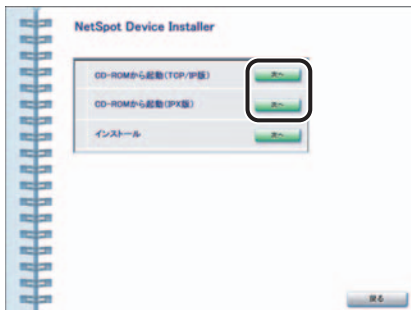 NetSpot Device Installer
CD-ROMから起動(TCP/IP版) 次へ
CD-ROMから起動(IPX版) 次へ
インストール 次へ
戻る